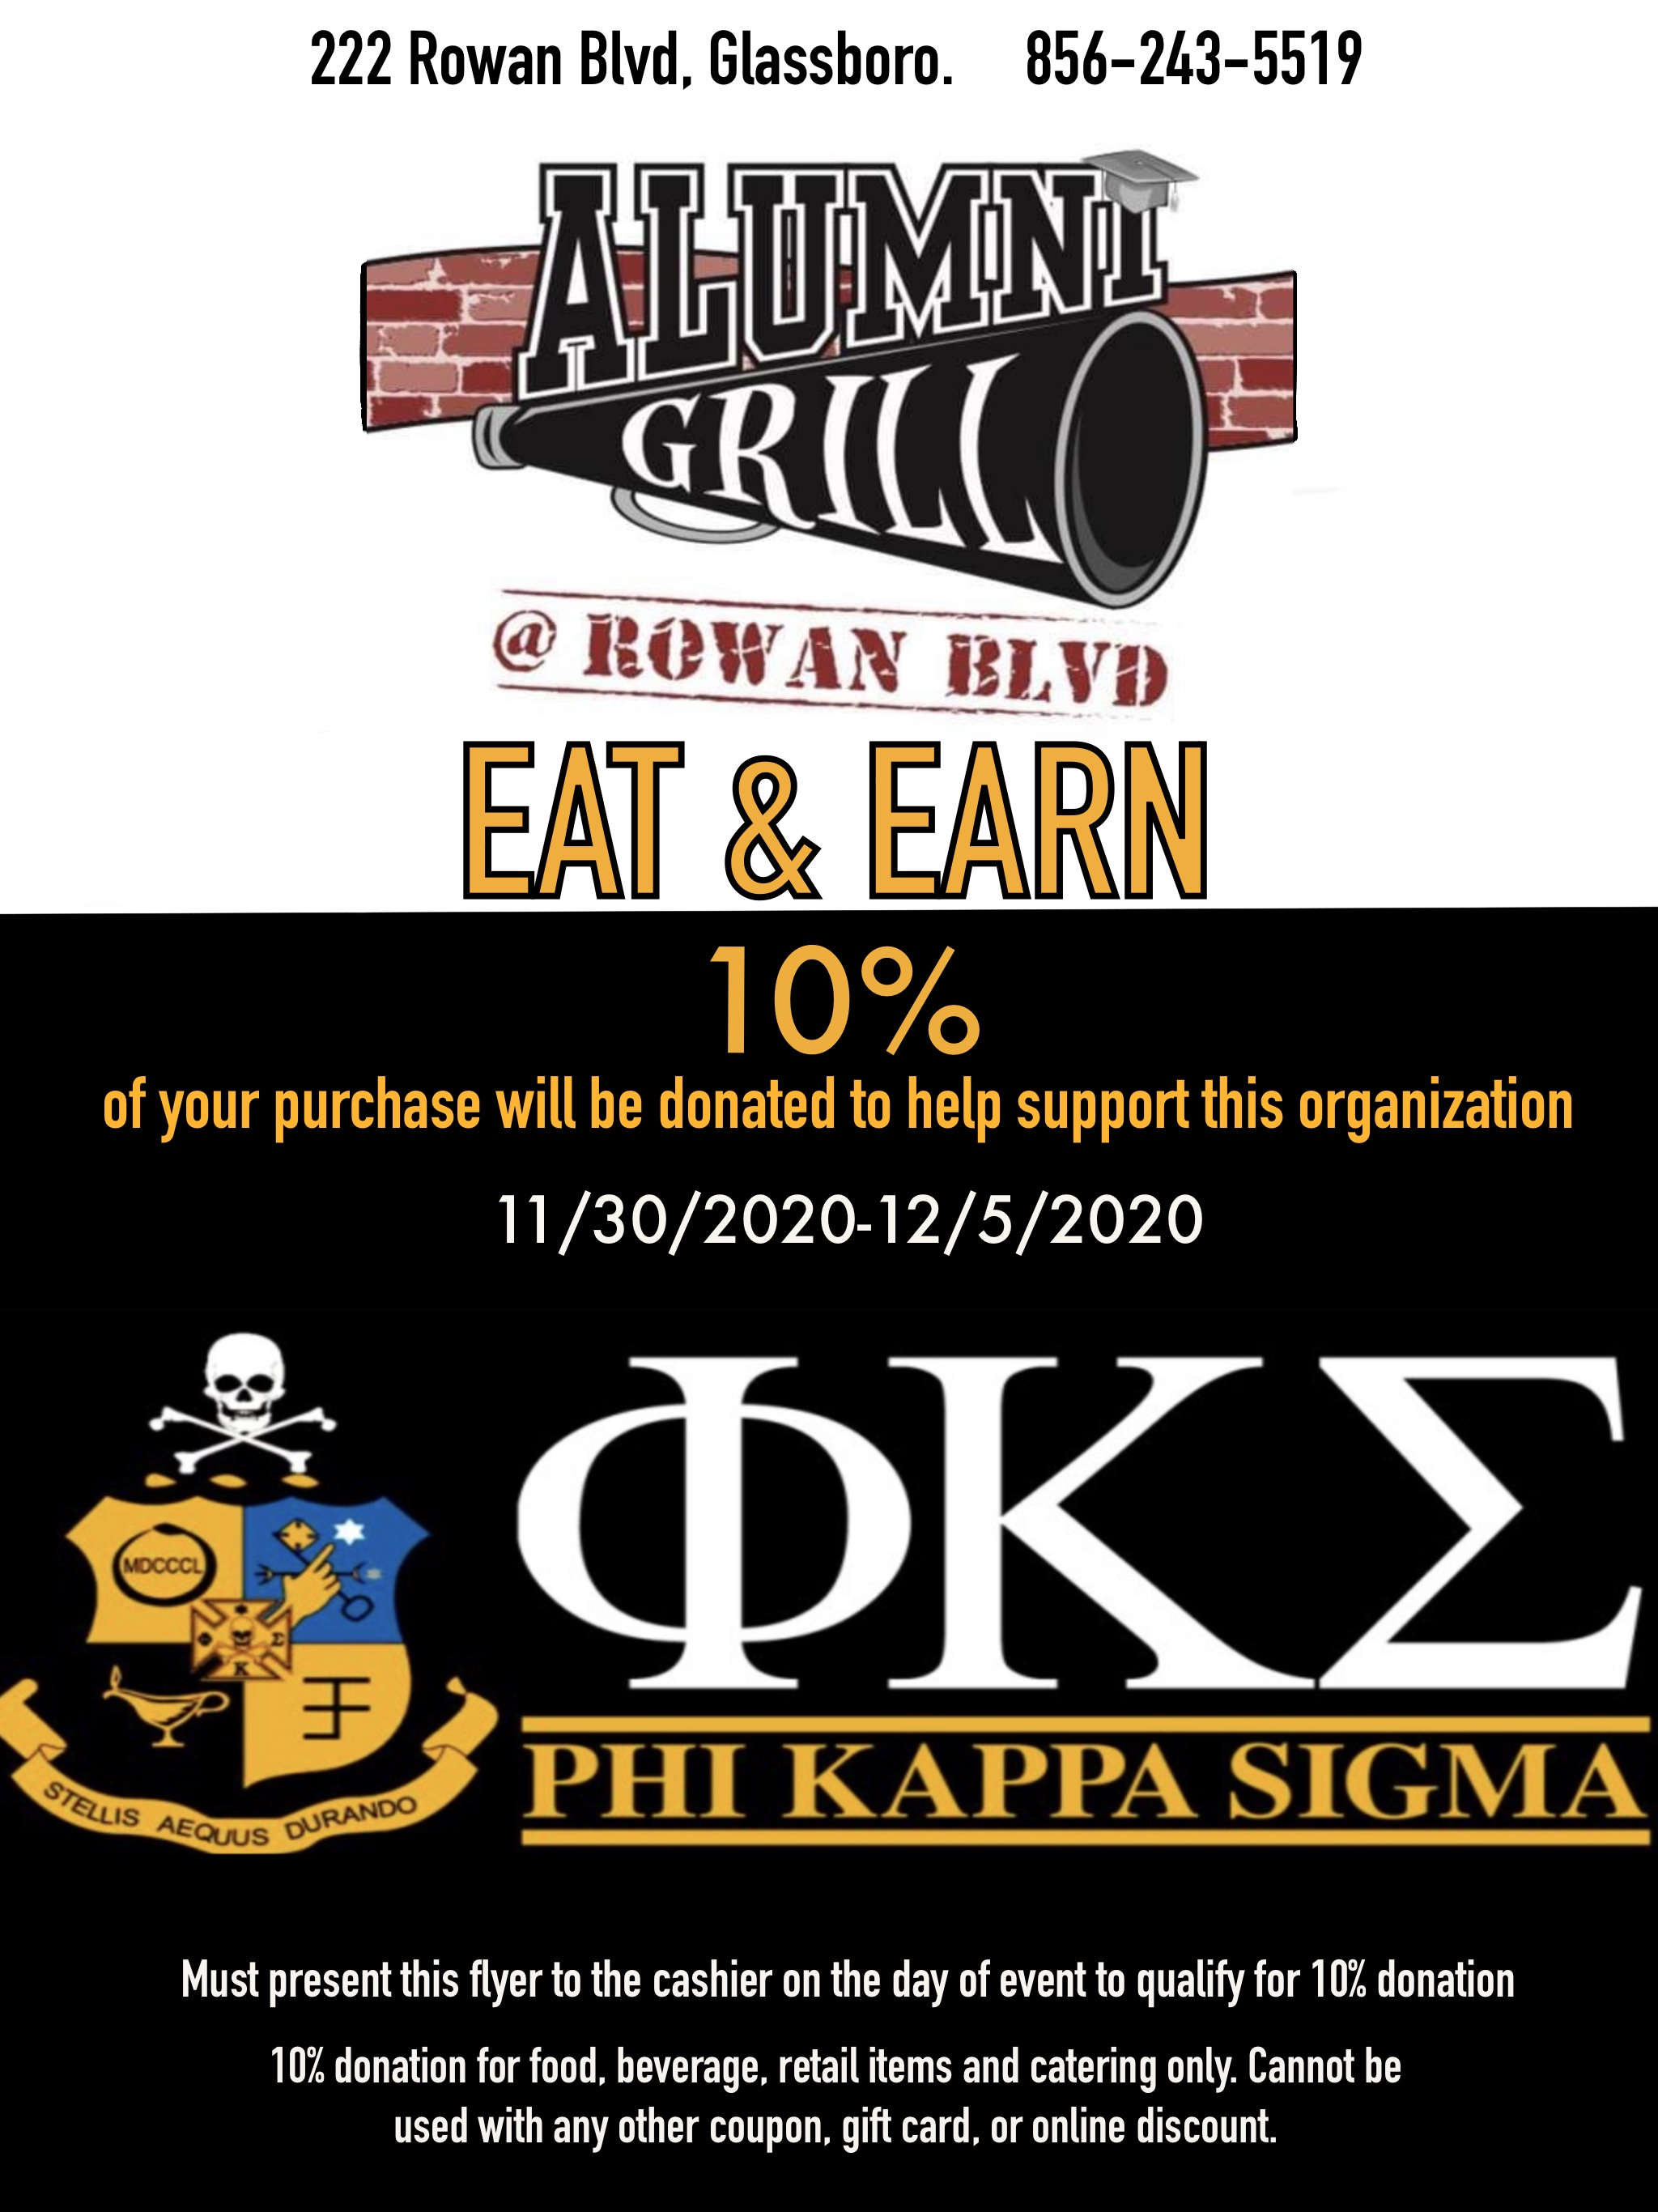 222 Rowan Blvd, Glassboro. 856-243-5519
ALUMNI
GRILL
@ ROWAN BLVD
EAT & EARN
10%
of your purchase will be donated to help support this organization
11/30/2020-12/5/2020
MDCCCL
Φ Σ
K
STELLIS AEQUUS DURANDO
ΦΚΣ
PHI KAPPA SIGMA
Must present this flyer to the cashier on the day of event to qualify for 10% donation
10% donation for food, beverage, retail items and catering only. Cannot be
used with any other coupon, gift card, or online discount.